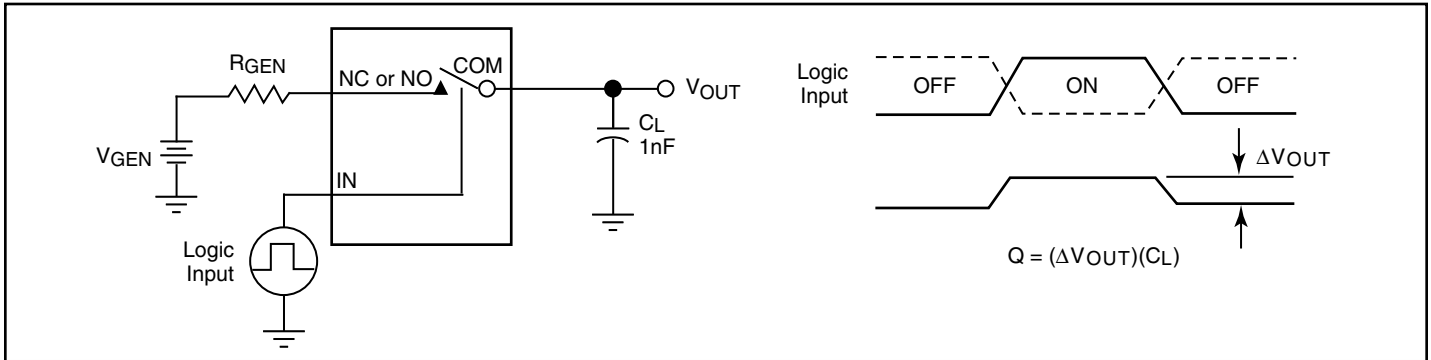 RGEN
NC or NO
COM
VOUT
CL
1nF
VGEN
IN
Logic
Input
Logic
Input
OFF
ON
OFF
ΔVOUT
Q = (ΔVOUT)(CL)